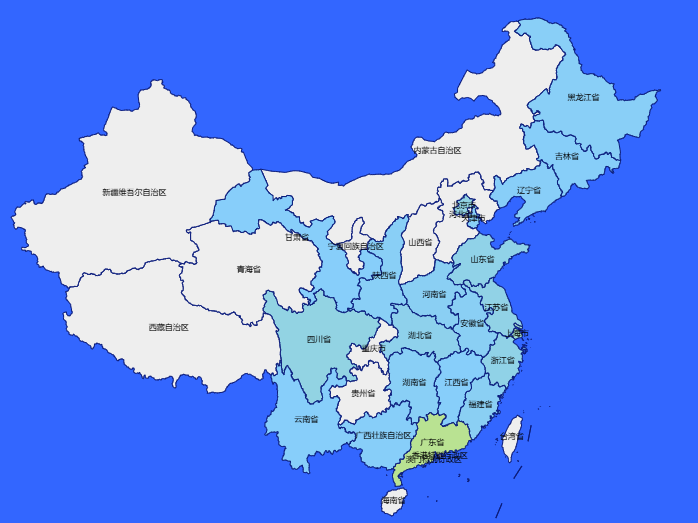 黑龙江省
内蒙古自治区
吉林省
新疆维吾尔自治区
辽宁省
北京市
河北省
天津市
甘肃省
宁夏回族自治区
山西省
山东省
青海省
陕西省
河南省
江苏省
西藏自治区
安徽省
上海市
四川省
湖北省
重庆市
浙江省
湖南省
江西省
贵州省
福建省
云南省
广西壮族自治区
台湾省
广东省
香港特别行政区
澳门特别行政区
海南省